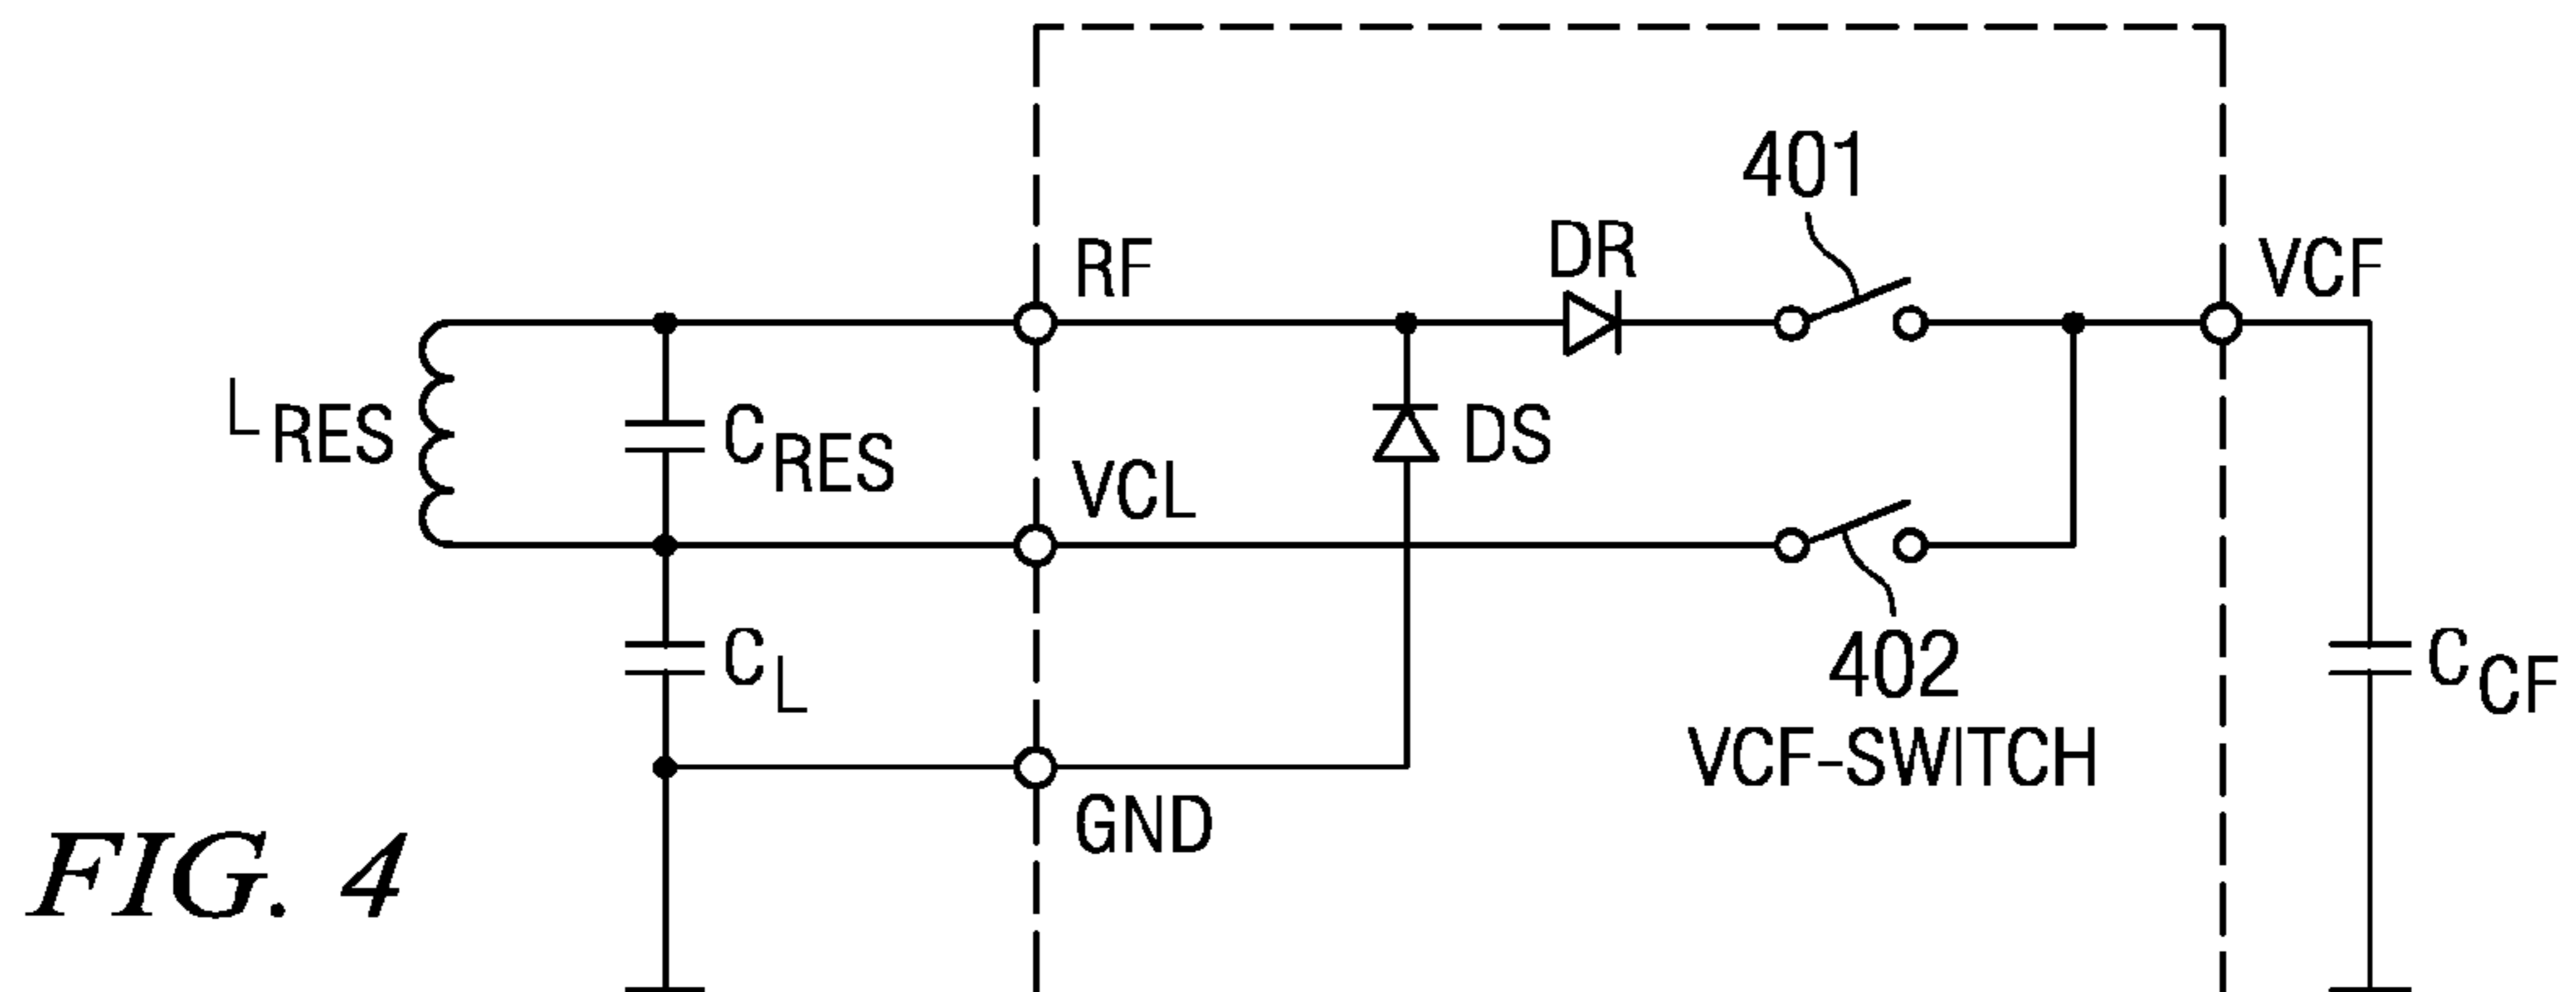 401
RF
DR
VCF
LRES
CRES
DS
VCL
CL
402
CCF
VCF-SWITCH
GND
FIG. 4